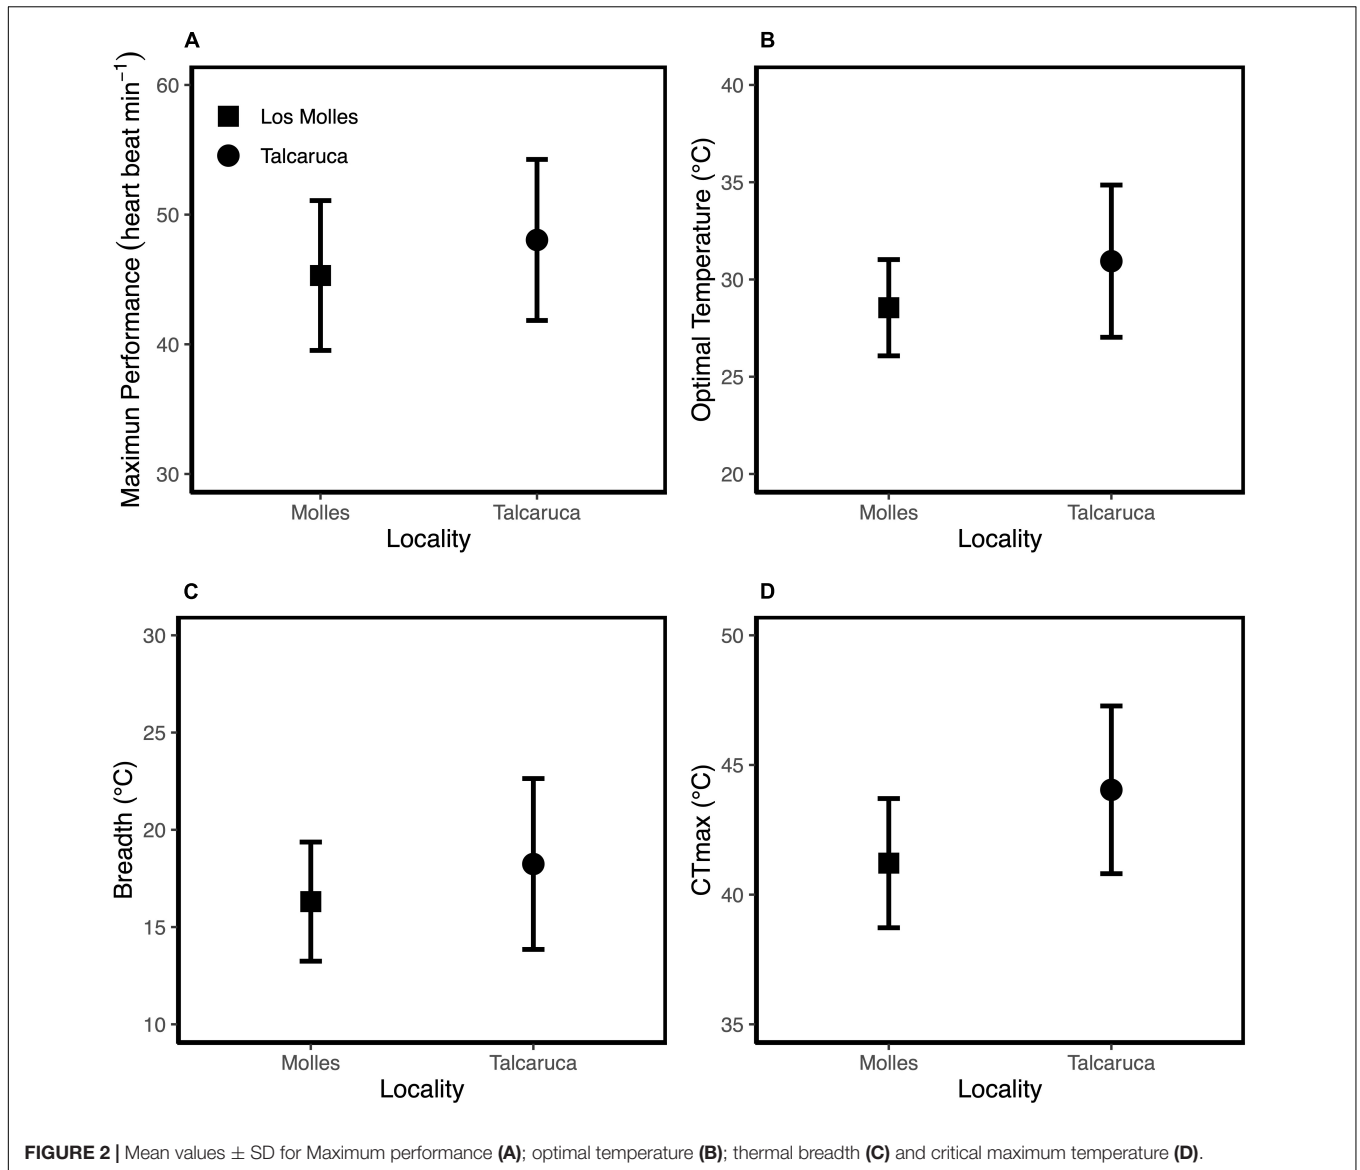 A
Maximun Performance (heart beat min⁻¹)
60
50
40
30
Los Molles
Talcaruca
Molles Talcaruca
Locality
B
Optimal Temperature (°C)
40
35
30
25
20
Molles Talcaruca
Locality
C
Breadth (°C)
30
25
20
15
10
Molles Talcaruca
Locality
D
CTmax (°C)
50
45
40
35
Molles Talcaruca
Locality
FIGURE 2 | Mean values ± SD for Maximum performance (A); optimal temperature (B); thermal breadth (C) and critical maximum temperature (D).